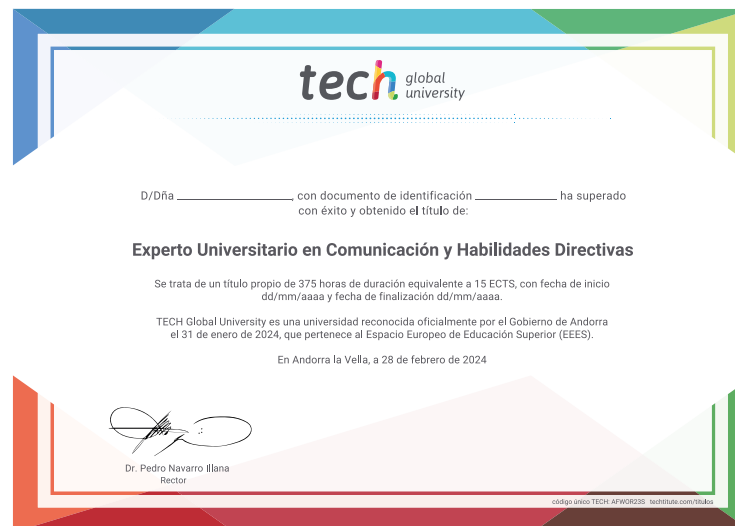 tech global university
D/Dña ______________, con documento de identificación __________ ha superado
con éxito y obtenido el título de:
Experto Universitario en Comunicación y Habilidades Directivas
Se trata de un título propio de 375 horas de duración equivalente a 15 ECTS, con fecha de inicio
dd/mm/aaaa y fecha de finalización dd/mm/aaaa.
TECH Global University es una universidad reconocida oficialmente por el Gobierno de Andorra
el 31 de enero de 2024, que pertenece al Espacio Europeo de Educación Superior (EEES).
En Andorra la Vella, a 28 de febrero de 2024
Dr. Pedro Navarro Illana
Rector
código único TECH: AFWOR23S techtitute.com/titulos